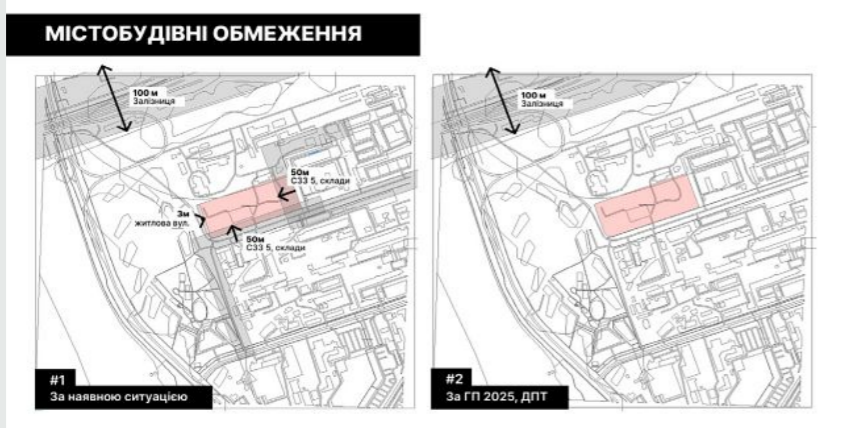 МІСТОБУДІВНІ ОБМЕЖЕННЯ
100 м
Залізниця
50м
СЗЗ 5, склади
3м
житлова вул.
50м
СЗЗ 5, склади
#1
За наявною ситуацією
100 м
Залізниця
#2
За ГП 2025, ДПТ